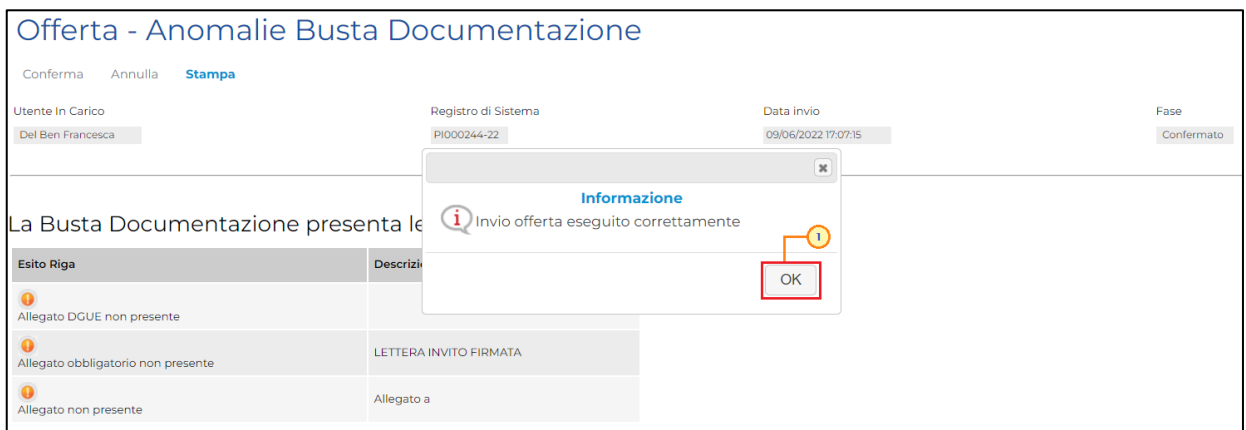 Offerta - Anomalie Busta Documentazione
Conferma Annulla Stampa
Utente In Carico Registro di Sistema Data invio Fase
Del Ben Francesca PI000244-22 09/06/2022 17:07:15 Confermato
Informazione
Invio offerta eseguito correttamente
1
OK
La Busta Documentazione presenta le
Esito Riga Descrizi
Allegato DGUE non presente
Allegato obbligatorio non presente LETTERA INVITO FIRMATA
Allegato non presente Allegato a